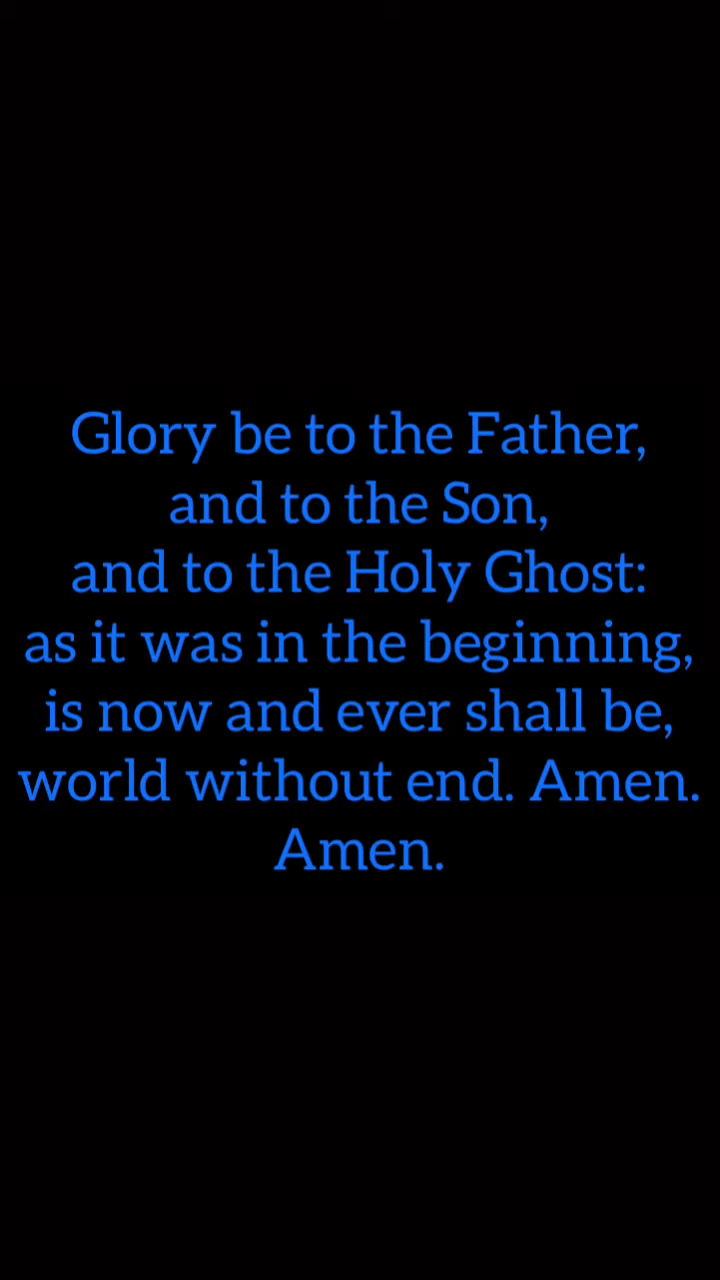 Glory be to the Father,
and to the Son,
and to the Holy Ghost:
as it was in the beginning,
is now and ever shall be,
world without end. Amen.
Amen.